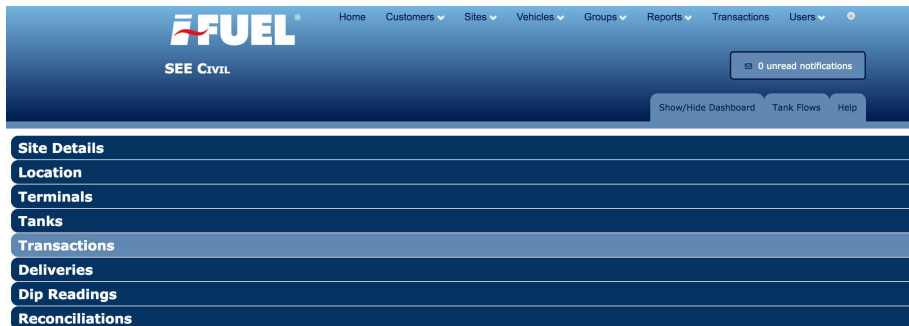 iFUEL®
Home Customers Sites Vehicles Groups Reports Transactions Users
SEE CIVIL
0 unread notifications
Show/Hide Dashboard Tank Flows Help
Site Details
Location
Terminals
Tanks
Transactions
Deliveries
Dip Readings
Reconciliations